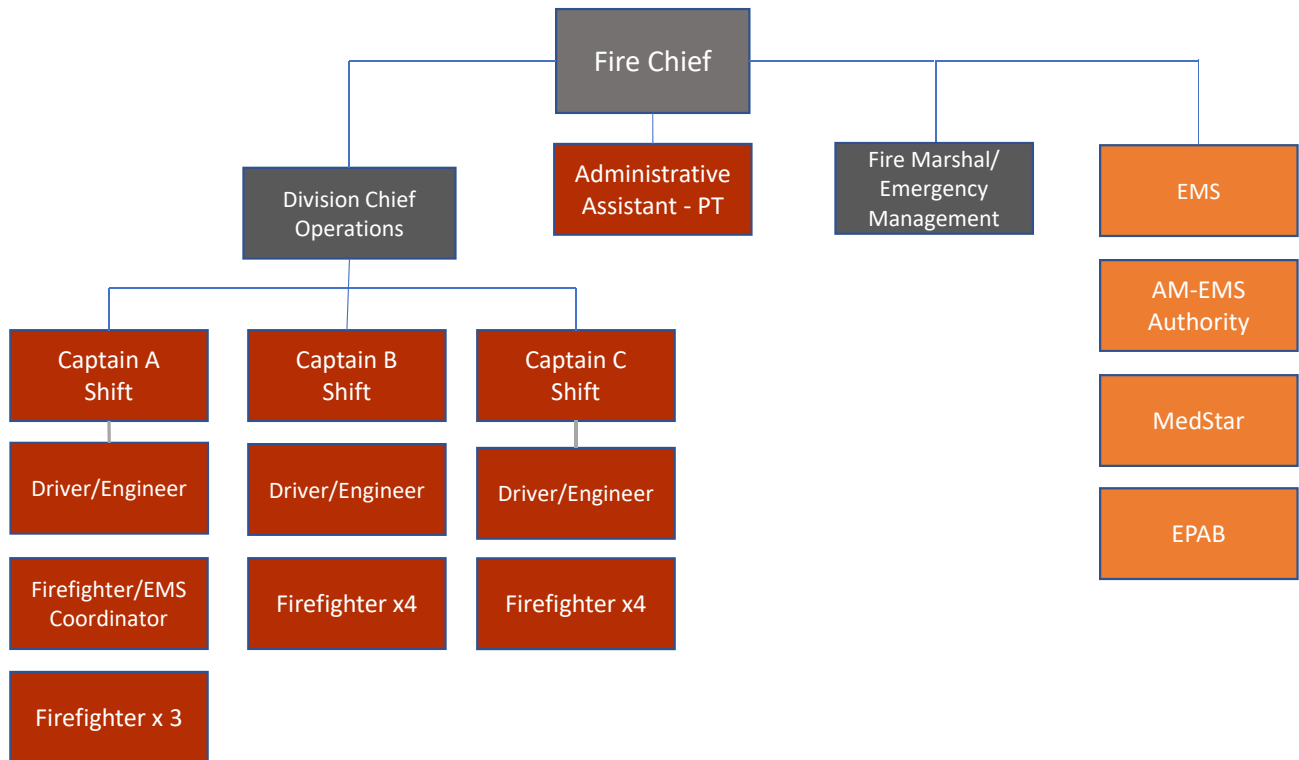 Fire Chief
Administrative
Assistant - PT
Fire Marshal/
Emergency
Management
EMS
Division Chief
Operations
AM-EMS
Authority
Captain A
Shift
Captain B
Shift
Captain C
Shift
MedStar
Driver/Engineer
Driver/Engineer
Driver/Engineer
EPAB
Firefighter/EMS
Coordinator
Firefighter x4
Firefighter x4
Firefighter x 3